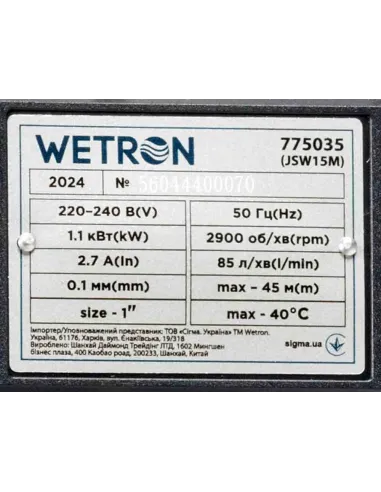 WETRON
775035
(JSW15M)
2024 № 56044400070
220-240 В(V) 50 Гц(Hz)
1.1 кВт(kW) 2900 об/хв(rpm)
2.7 A(In) 85 л/хв(l/min)
0.1 мм(mm) max - 45 м(m)
size - 1" max - 40°C
Імпортер/Уповноважений представник: ТОВ «Сігма. Україна» ТМ Wetron.
Україна, 61176, Харків, вул. Єнакіївська, 19/318
Вироблено: Шанхай Даймонд Трейдінг ЛТД, 1602 Мингшен
бізнес плаза, 400 Каобао роад, 200233, Шанхай, Китай
sigma.ua